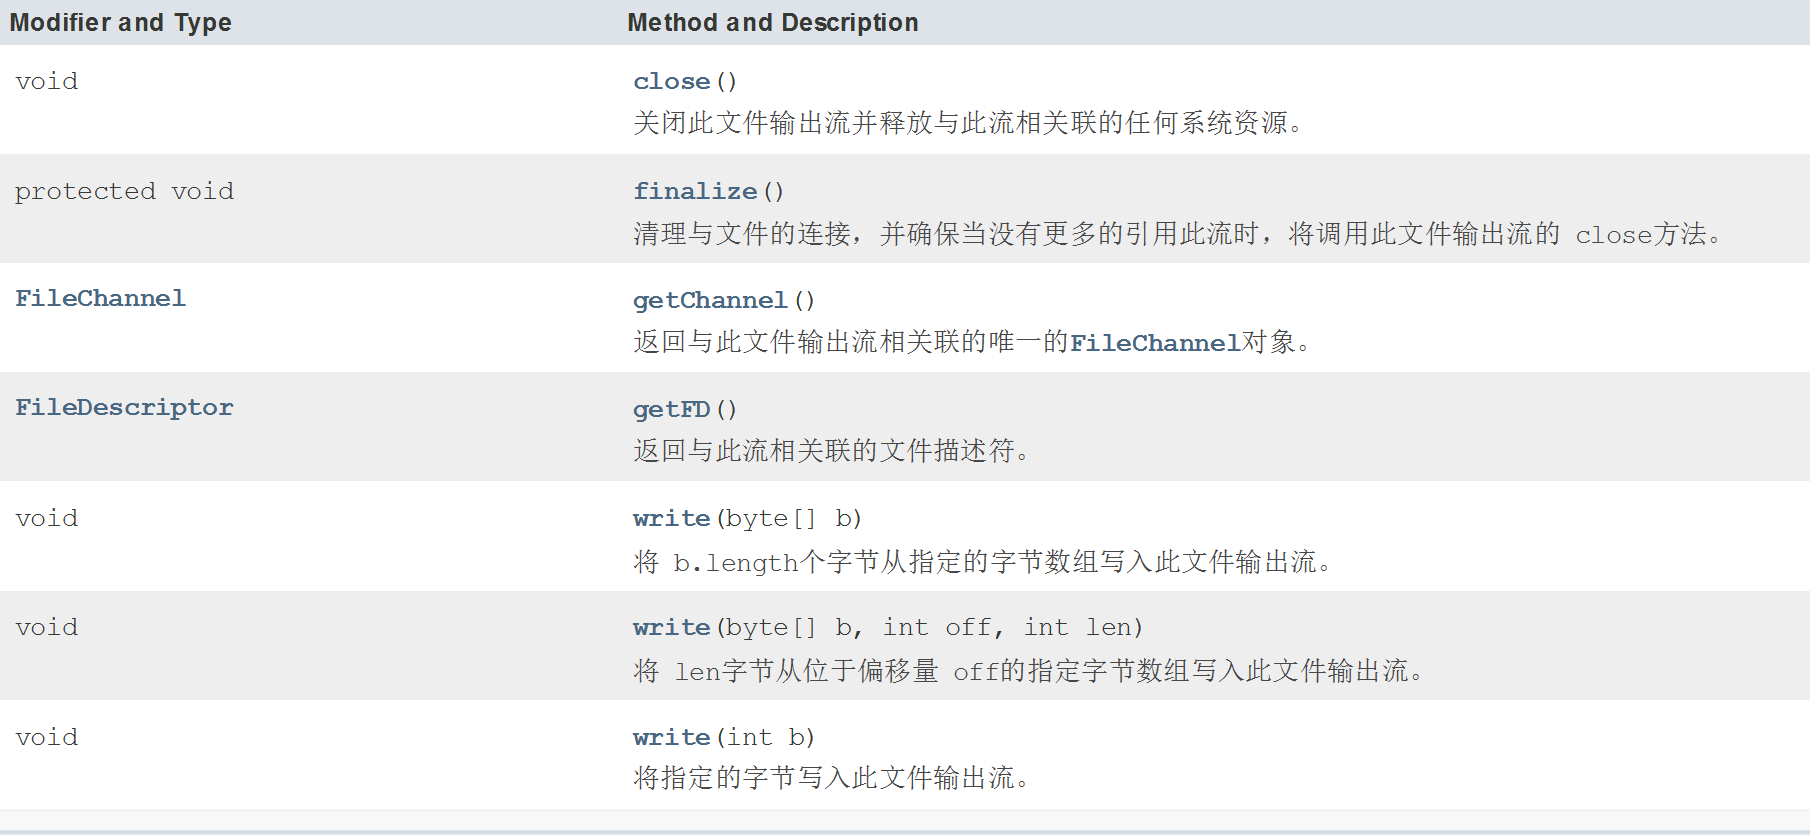 Modifier and Type Method and Description
void close()
关闭此文件输出流并释放与此流相关联的任何系统资源。
protected void finalize()
清理与文件的连接，并确保当没有更多的引用此流时，将调用此文件输出流的 close方法。
FileChannel getChannel()
返回与此文件输出流相关联的唯一的FileChannel对象。
FileDescriptor getFD()
返回与此流相关联的文件描述符。
void write(byte[] b)
将 b.length个字节从指定的字节数组写入此文件输出流。
void write(byte[] b, int off, int len)
将 len字节从位于偏移量 off的指定字节数组写入此文件输出流。
void write(int b)
将指定的字节写入此文件输出流。